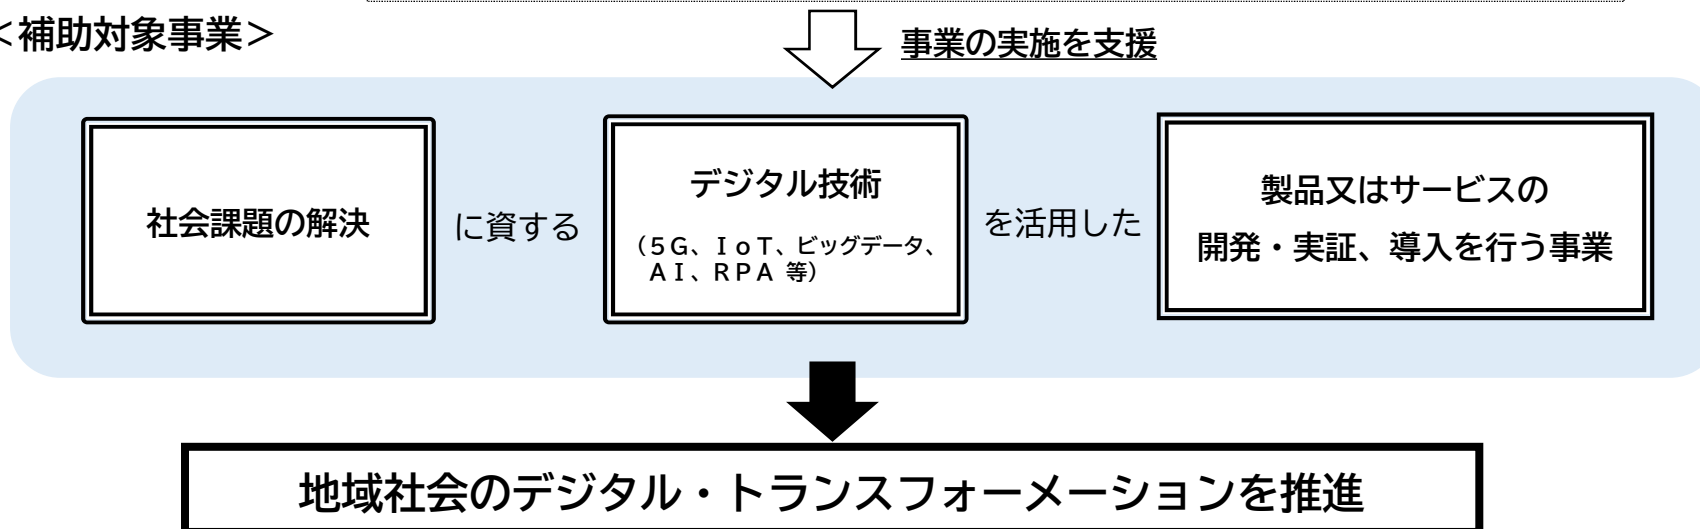 ＜補助対象事業＞
事業の実施を支援
社会課題の解決
に資する
デジタル技術
（５Ｇ、ＩｏＴ、ビッグデータ、
ＡＩ、ＲＰＡ 等）
を活用した
製品又はサービスの
開発・実証、導入を行う事業
地域社会のデジタル・トランスフォーメーションを推進